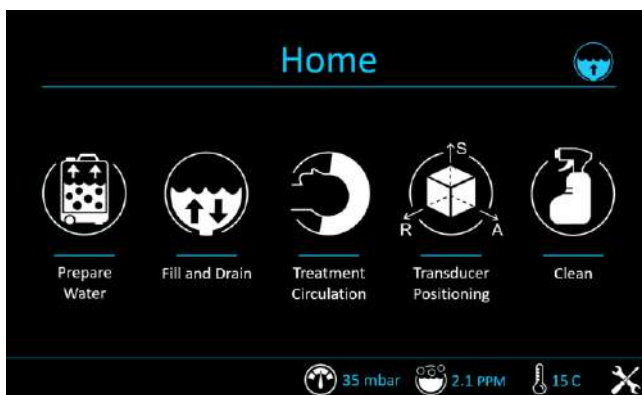 Home
S
R
A
Prepare
Water
Fill and Drain
Treatment
Circulation
Transducer
Positioning
Clean
35 mbar
2.1 PPM
15 C